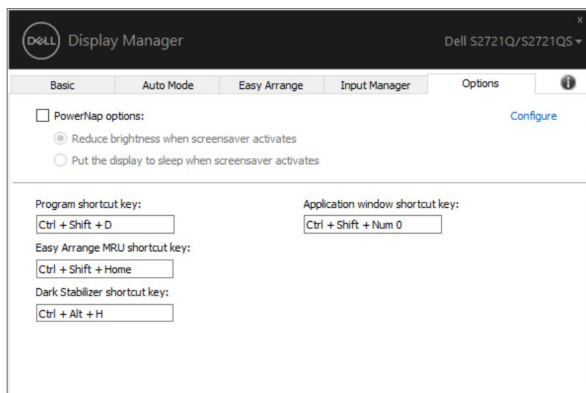 DELL Display Manager
x
Dell S2721Q/S2721QS
Basic Auto Mode Easy Arrange Input Manager Options i
PowerNap options: Configure
Reduce brightness when screensaver activates
Put the display to sleep when screensaver activates
Program shortcut key: Application window shortcut key:
Ctrl + Shift + D Ctrl + Shift + Num 0
Easy Arrange MRU shortcut key:
Ctrl + Shift + Home
Dark Stabilizer shortcut key:
Ctrl + Alt + H